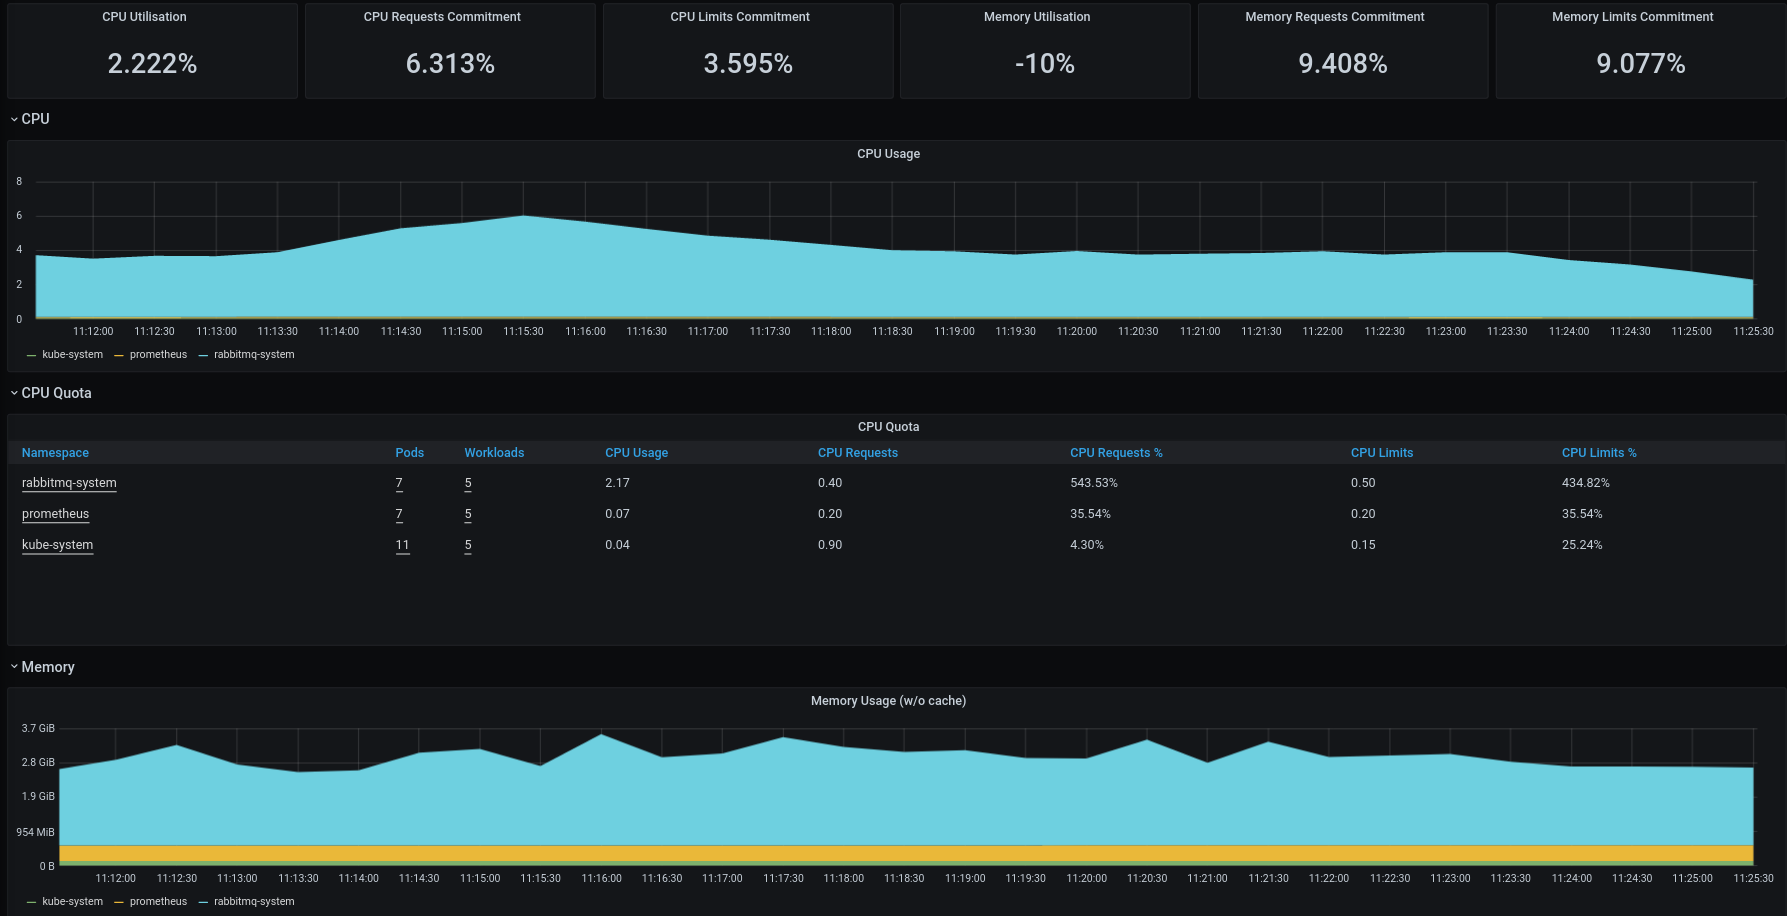 CPU Utilisation CPU Requests Commitment CPU Limits Commitment Memory Utilisation Memory Requests Commitment Memory Limits Commitment
2.222% 6.313% 3.595% -10% 9.408% 9.077%
CPU
CPU Usage
8
6
4
2
0
11:12:00 11:12:30 11:13:00 11:13:30 11:14:00 11:14:30 11:15:00 11:15:30 11:16:00 11:16:30 11:17:00 11:17:30 11:18:00 11:18:30 11:19:00 11:19:30 11:20:00 11:20:30 11:21:00 11:21:30 11:22:00 11:22:30 11:23:00 11:23:30 11:24:00 11:24:30 11:25:00 11:25:30
kube-system prometheus rabbitmq-system
CPU Quota
CPU Quota
Namespace Pods Workloads CPU Usage CPU Requests CPU Requests % CPU Limits CPU Limits %
rabbitmq-system 7 5 2.17 0.40 543.53% 0.50 434.82%
prometheus 7 5 0.07 0.20 35.54% 0.20 35.54%
kube-system 11 5 0.04 0.90 4.30% 0.15 25.24%
Memory
Memory Usage (w/o cache)
3.7 GiB
2.8 GiB
1.9 GiB
954 MiB
0 B
11:12:00 11:12:30 11:13:00 11:13:30 11:14:00 11:14:30 11:15:00 11:15:30 11:16:00 11:16:30 11:17:00 11:17:30 11:18:00 11:18:30 11:19:00 11:19:30 11:20:00 11:20:30 11:21:00 11:21:30 11:22:00 11:22:30 11:23:00 11:23:30 11:24:00 11:24:30 11:25:00 11:25:30
kube-system prometheus rabbitmq-system